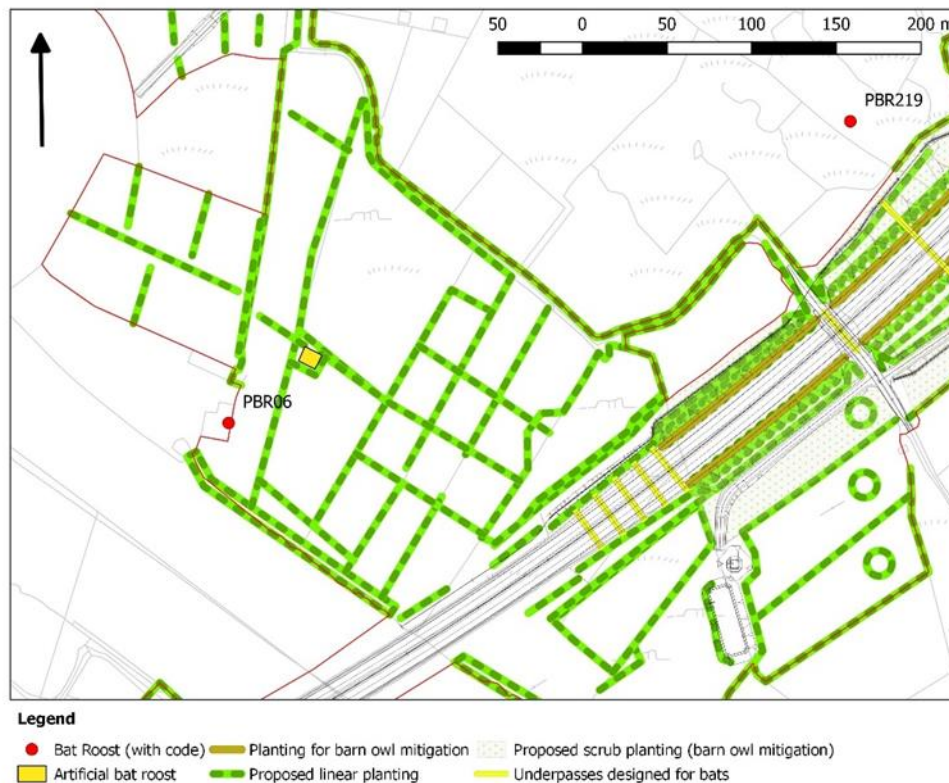 50 0 50 100 150 200 m
PBR219
PBR06
Legend
Bat Roost (with code) Planting for barn owl mitigation Proposed scrub planting (barn owl mitigation)
Artificial bat roost Proposed linear planting Underpasses designed for bats